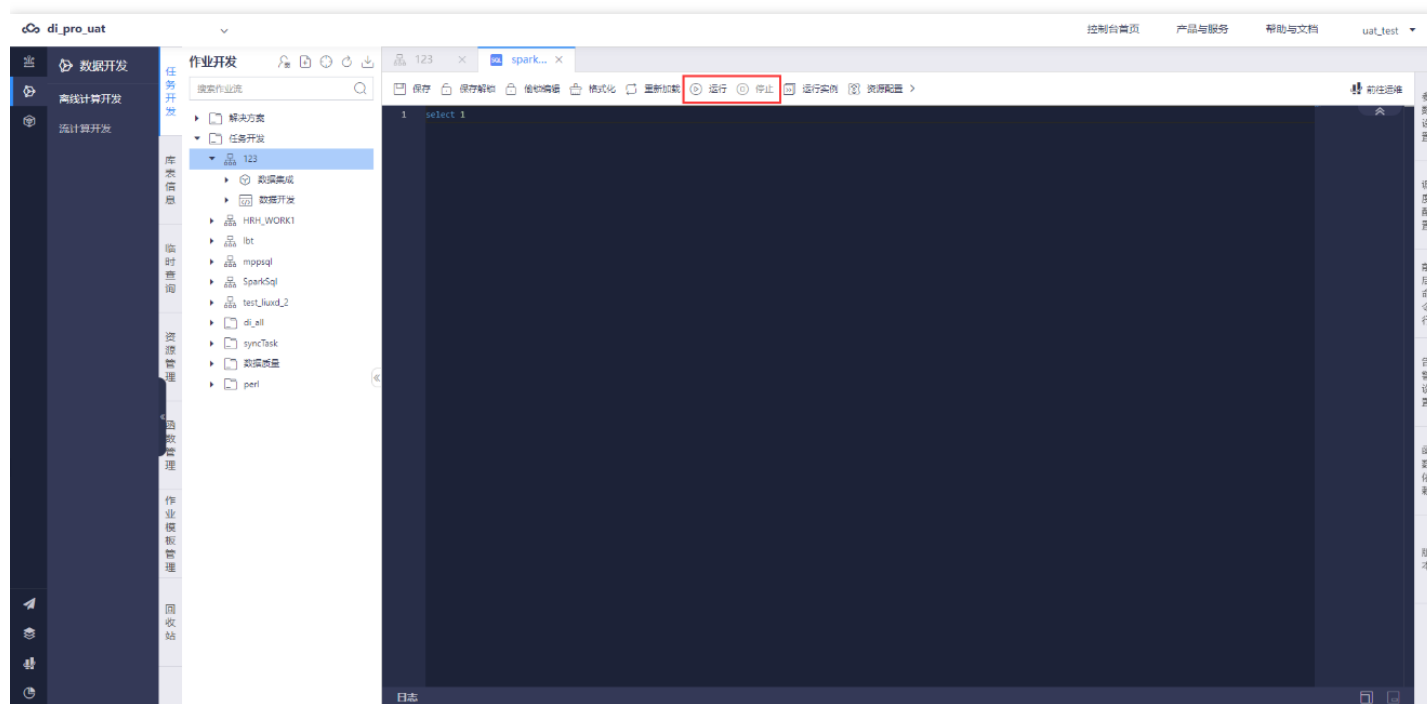 di_pro_uat
控制台首页 产品与服务 帮助与文档 uat_test
数据开发
离线计算开发
流计算开发
任务开发
库表信息
临时查询
资源管理
函数管理
作业模板管理
回收站
作业开发
搜索作业流
解决方案
任务开发
123
数据集成
数据开发
HRH_WORK1
lbt
mppsql
SparkSql
test_liuxd_2
di_all
syncTask
数据质量
perl
123 × SQL spark... ×
保存 保存解锁 偷锁编辑 格式化 重新加载 运行 停止 运行实例 资源配置 > 前往运维
1 select 1
日志